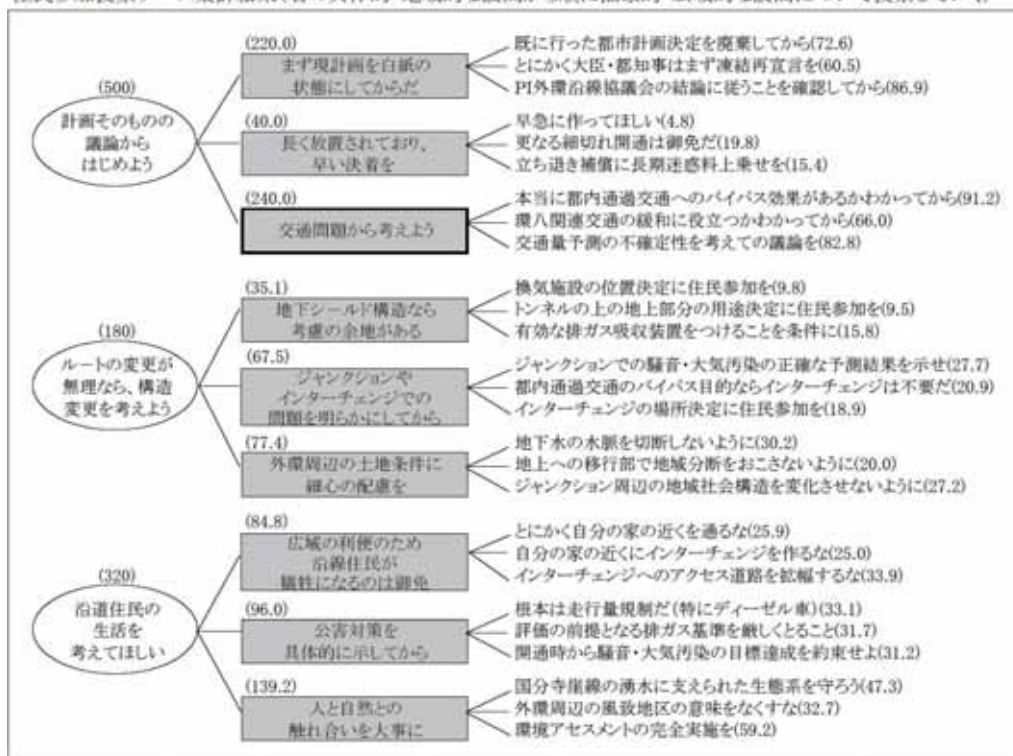 (500)
計画そのものの
議論から
はじめよう
(220.0)
まず現計画を白紙の
状態にしてからだ
既に行った都市計画決定を廃棄してから(72.6)
とにかく大臣・都知事はまず凍結再宣言を(60.5)
PI外環沿線協議会の結論に従うことを確認してから(86.9)
(40.0)
長く放置されており、
早い決着を
早急に作ってほしい(4.8)
更なる細切れ開通は御免だ(19.8)
立ち退き補償に長期迷惑料上乗せを(15.4)
(240.0)
交通問題から考えよう
本当に都内通過交通へのバイパス効果があるかわかってから(91.2)
環八関連交通の緩和に役立つかわかってから(66.0)
交通量予測の不確定性を考えての議論を(82.8)
(180)
ルートの変更が
無理なら、構造
変更を考えよう
(35.1)
地下シールド構造なら
考慮の余地がある
換気施設の位置決定に住民参加を(9.8)
トンネルの上の地上部分の用途決定に住民参加を(9.5)
有効な排ガス吸収装置をつけることを条件に(15.8)
(67.5)
ジャンクションや
インターチェンジでの
問題を明らかにしてから
ジャンクションでの騒音・大気汚染の正確な予測結果を示せ(27.7)
都内通過交通のバイパス目的ならインターチェンジは不要だ(20.9)
インターチェンジの場所決定に住民参加を(18.9)
(77.4)
外環周辺の土地条件に
細心の配慮を
地下水の水脈を切断しないように(30.2)
地上への移行部で地域分断をおこさないように(20.0)
ジャンクション周辺の地域社会構造を変化させないように(27.2)
(320)
沿道住民の
生活を
考えてほしい
(84.8)
広域の利便のため
沿線住民が
犠牲になるのは御免
とにかく自分の家の近くを通るな(25.9)
自分の家の近くにインターチェンジを作るな(25.0)
インターチェンジへのアクセス道路を拡幅するな(33.9)
(96.0)
公害対策を
具体的に示してから
根本は走行量規制だ(特にディーゼル車)(33.1)
評価の前提となる排ガス基準を厳しくとること(31.7)
開通時から騒音・大気汚染の目標達成を約束せよ(31.2)
(139.2)
人と自然との
触れ合いを大事に
国分寺崖線の湧水に支えられた生態系を守ろう(47.3)
外環周辺の風致地区の意味をなくすな(32.7)
環境アセスメントの完全実施を(59.2)